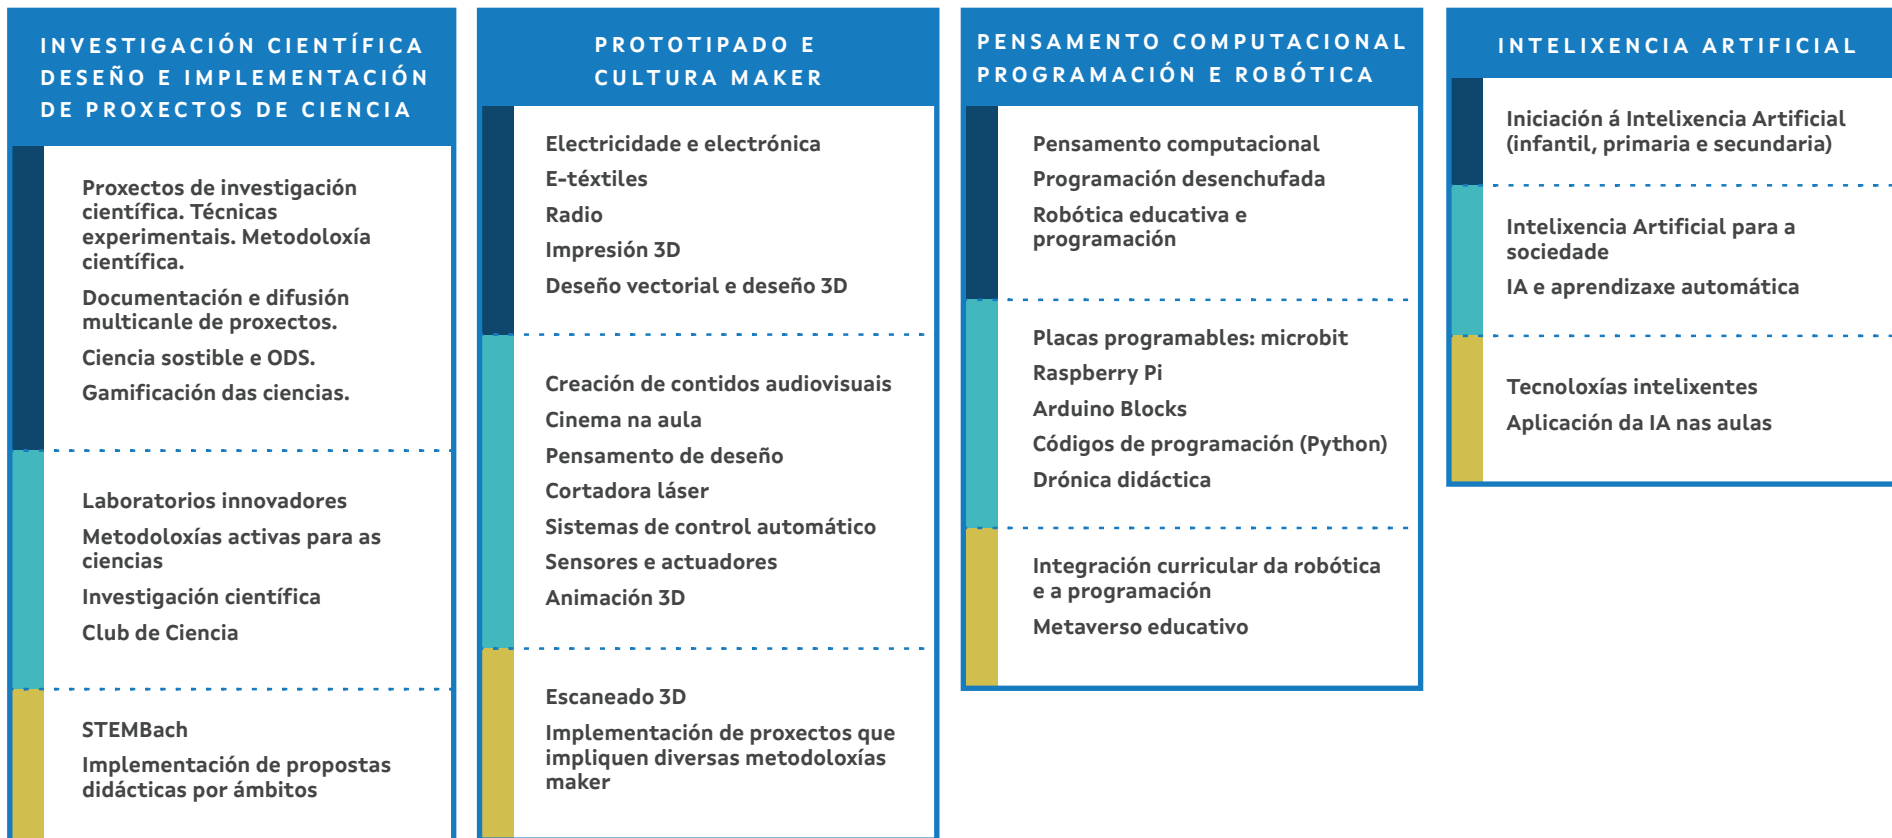 INVESTIGACIÓN CIENTÍFICA
DESEÑO E IMPLEMENTACIÓN
DE PROXECTOS DE CIENCIA
Proxectos de investigación
científica. Técnicas
experimentais. Metodoloxía
científica.
Documentación e difusión
multicanle de proxectos.
Ciencia sostible e ODS.
Gamificación das ciencias.
Laboratorios innovadores
Metodoloxías activas para as
ciencias
Investigación científica
Club de Ciencia
STEMBach
Implementación de propostas
didácticas por ámbitos
PROTOTIPADO E
CULTURA MAKER
Electricidade e electrónica
E-téxtiles
Radio
Impresión 3D
Deseño vectorial e deseño 3D
Creación de contidos audiovisuais
Cinema na aula
Pensamento de deseño
Cortadora láser
Sistemas de control automático
Sensores e actuadores
Animación 3D
Escaneado 3D
Implementación de proxectos que
impliquen diversas metodoloxías
maker
PENSAMENTO COMPUTACIONAL
PROGRAMACIÓN E ROBÓTICA
Pensamento computacional
Programación desenchufada
Robótica educativa e
programación
Placas programables: microbit
Raspberry Pi
Arduino Blocks
Códigos de programación (Python)
Drónica didáctica
Integración curricular da robótica
e a programación
Metaverso educativo
INTELIXENCIA ARTIFICIAL
Iniciación á Intelixencia Artificial
(infantil, primaria e secundaria)
Intelixencia Artificial para a
sociedade
IA e aprendizaxe automática
Tecnoloxías intelixentes
Aplicación da IA nas aulas